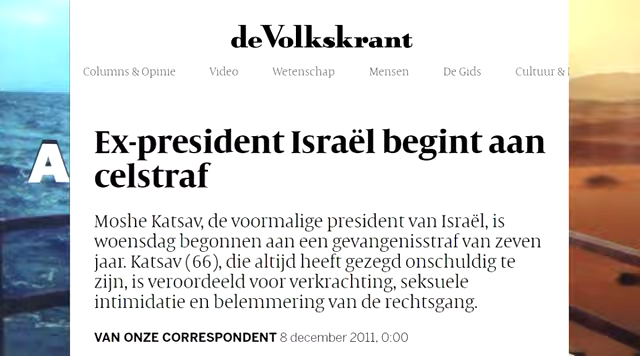 deVolkskrant
Columns & Opinie Video Wetenschap Mensen De Gids Cultuur &
Ex-president Israël begint aan
celstraf
Moshe Katsav, de voormalige president van Israël, is
woensdag begonnen aan een gevangenisstraf van zeven
jaar. Katsav (66), die altijd heeft gezegd onschuldig te
zijn, is veroordeeld voor verkrachting, seksuele
intimidatie en belemmering van de rechtsgang.
VAN ONZE CORRESPONDENT 8 december 2011, 0:00
A